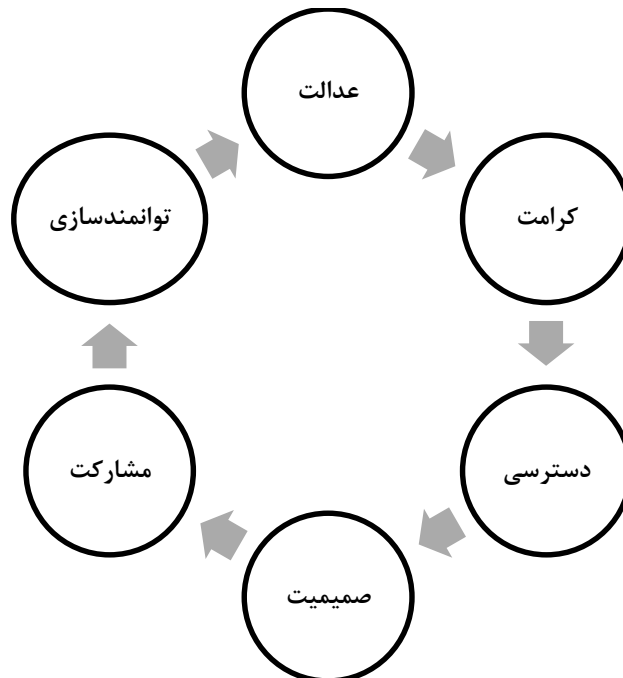 عدالت
کرامت
دسترسی
صمیمیت
مشارکت
توانمندسازی